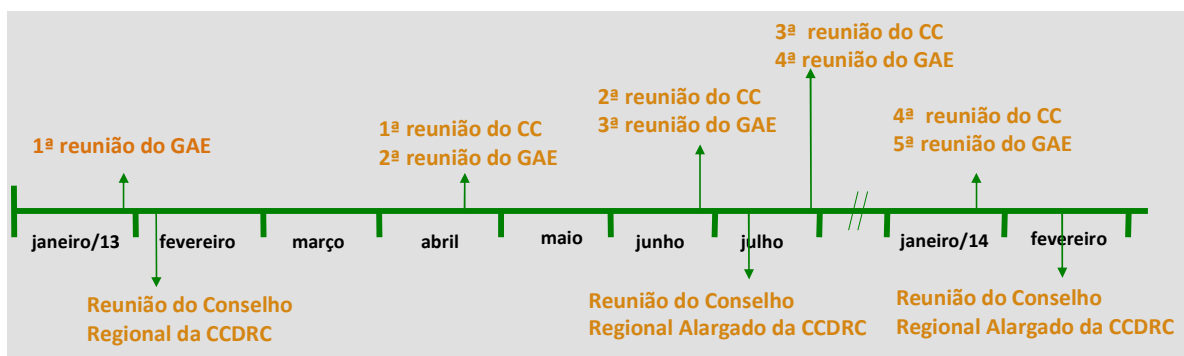 3ª reunião do CC
4ª reunião do GAE
2ª reunião do CC
3ª reunião do GAE
4ª reunião do CC
5ª reunião do GAE
1ª reunião do CC
2ª reunião do GAE
1ª reunião do GAE
janeiro/13
fevereiro
março
abril
maio
junho
julho
janeiro/14
fevereiro
Reunião do Conselho
Regional da CCDRC
Reunião do Conselho
Regional Alargado da CCDRC
Reunião do Conselho
Regional Alargado da CCDRC